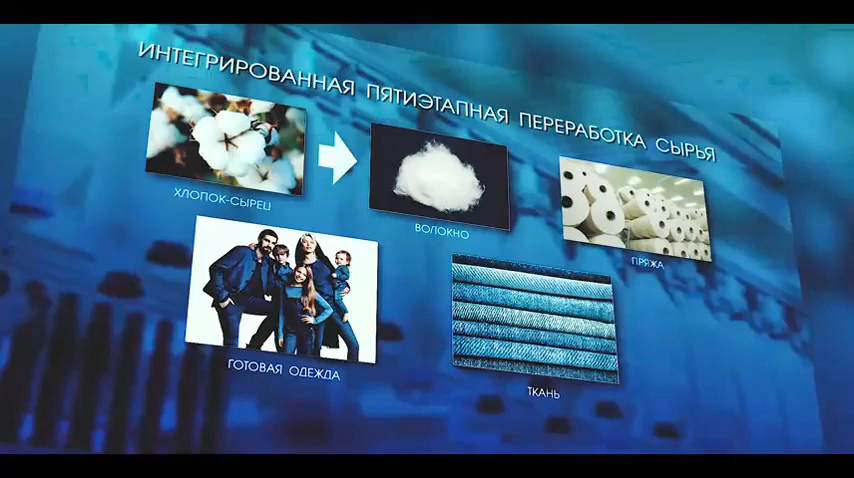 ИНТЕГРИРОВАННАЯ ПЯТИЭТАПНАЯ ПЕРЕРАБОТКА СЫРЬЯ
ХЛОПОК-СЫРЕЦ
ВОЛОКНО
ПРЯЖА
ГОТОВАЯ ОДЕЖДА
ТКАНЬ